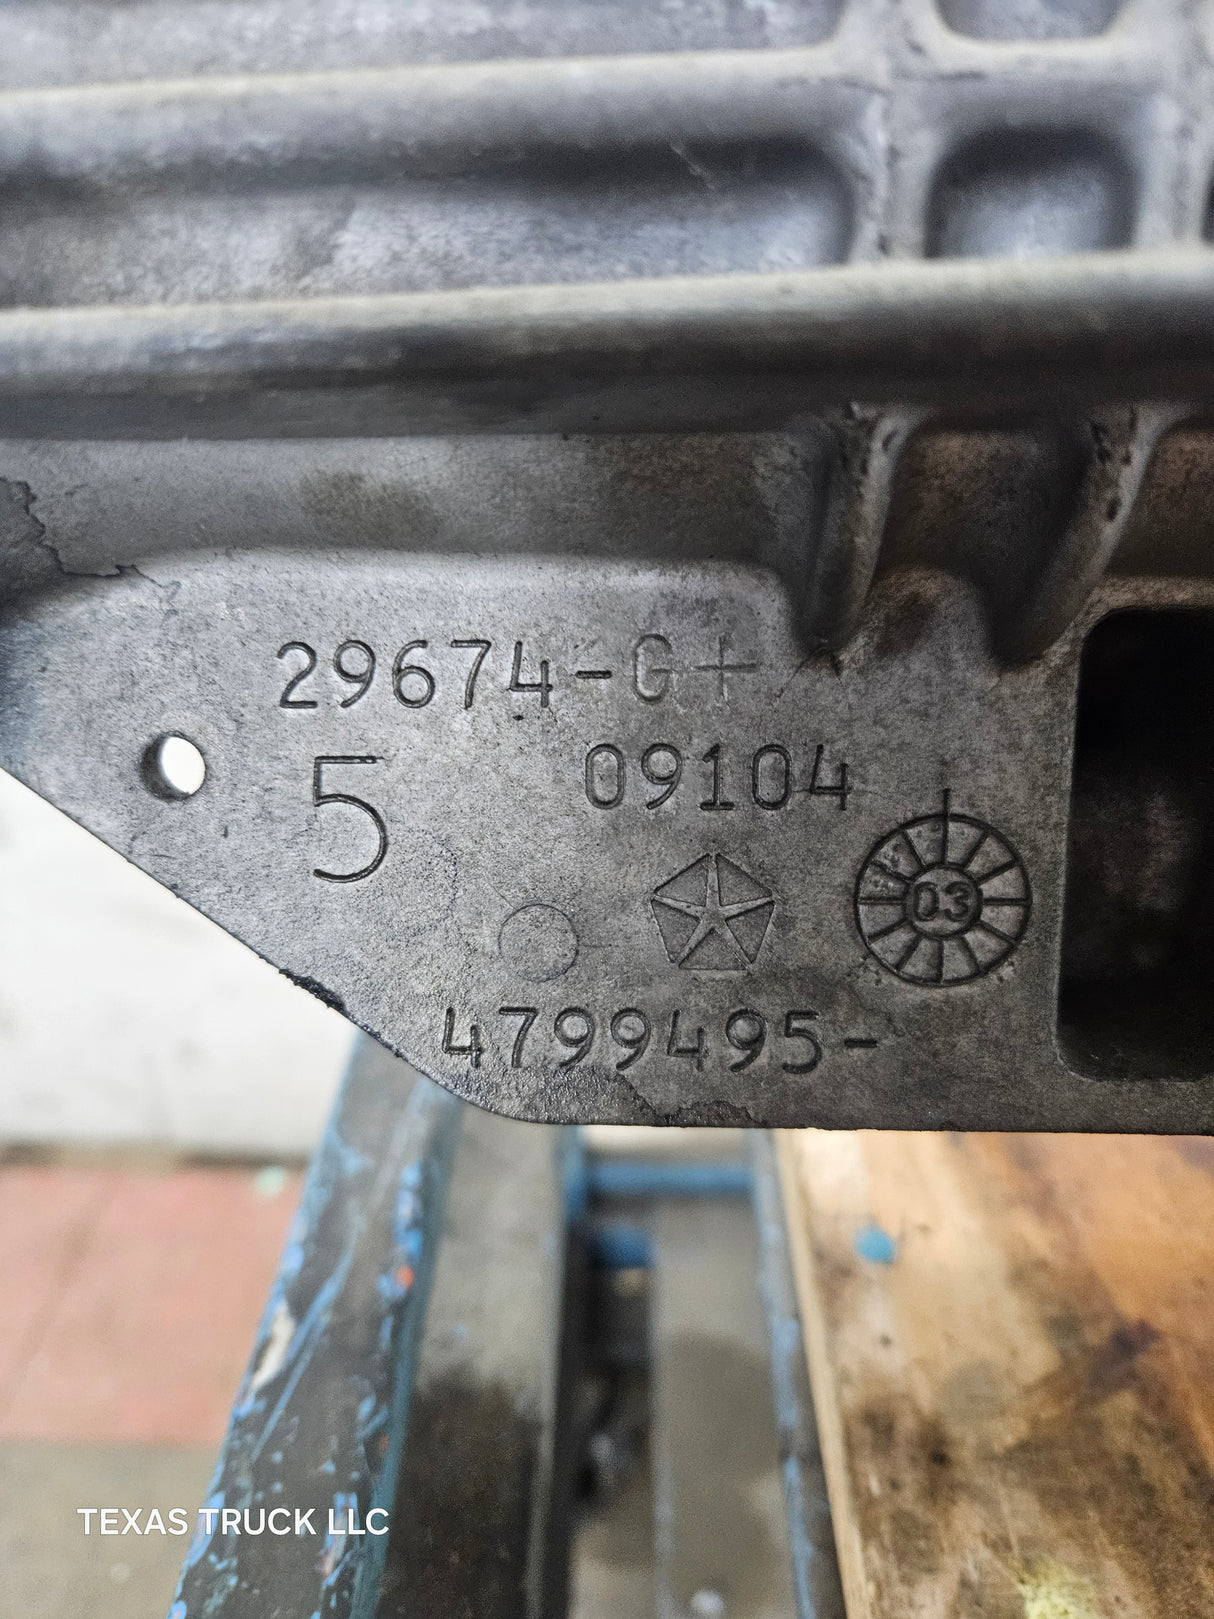 29674-G+
5
09104
03
4799495-
TEXAS TRUCK LLC